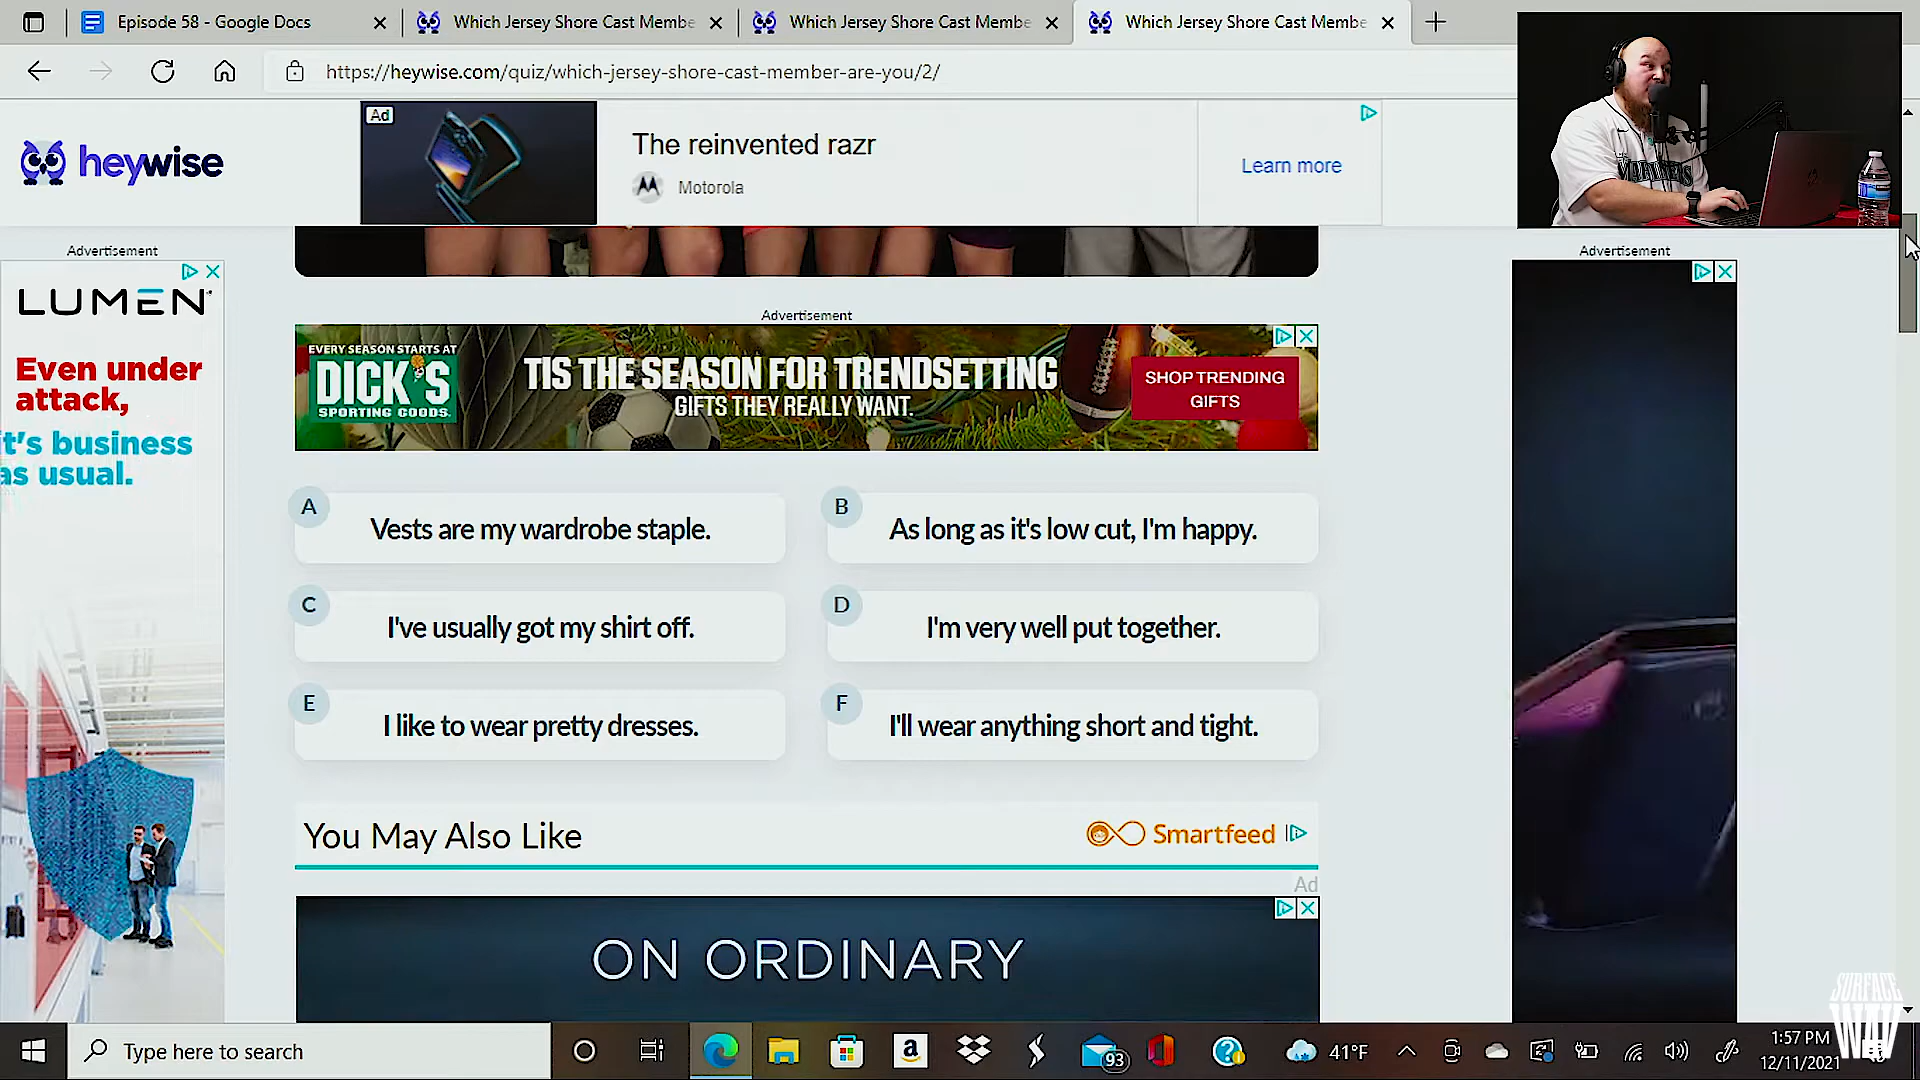 Episode 58 - Google Docs
Which Jersey Shore Cast Membe
Which Jersey Shore Cast Membe
Which Jersey Shore Cast Membe
https://heywise.com/quiz/which-jersey-shore-cast-member-are-you/2/
heywise
Ad
The reinvented razr
Motorola
Learn more
MARINERS
Advertisement
LUMEN
Even under
attack,
it's business
as usual.
Advertisement
Advertisement
EVERY SEASON STARTS AT
DICK'S
SPORTING GOODS.
TIS THE SEASON FOR TRENDSETTING
GIFTS THEY REALLY WANT.
SHOP TRENDING
GIFTS
A
Vests are my wardrobe staple.
B
As long as it's low cut, I'm happy.
C
I've usually got my shirt off.
D
I'm very well put together.
E
I like to wear pretty dresses.
F
I'll wear anything short and tight.
You May Also Like
Smartfeed
Ad
ON ORDINARY
SURFACE
WAV
Type here to search
93
41°F
1:57 PM
12/11/2021